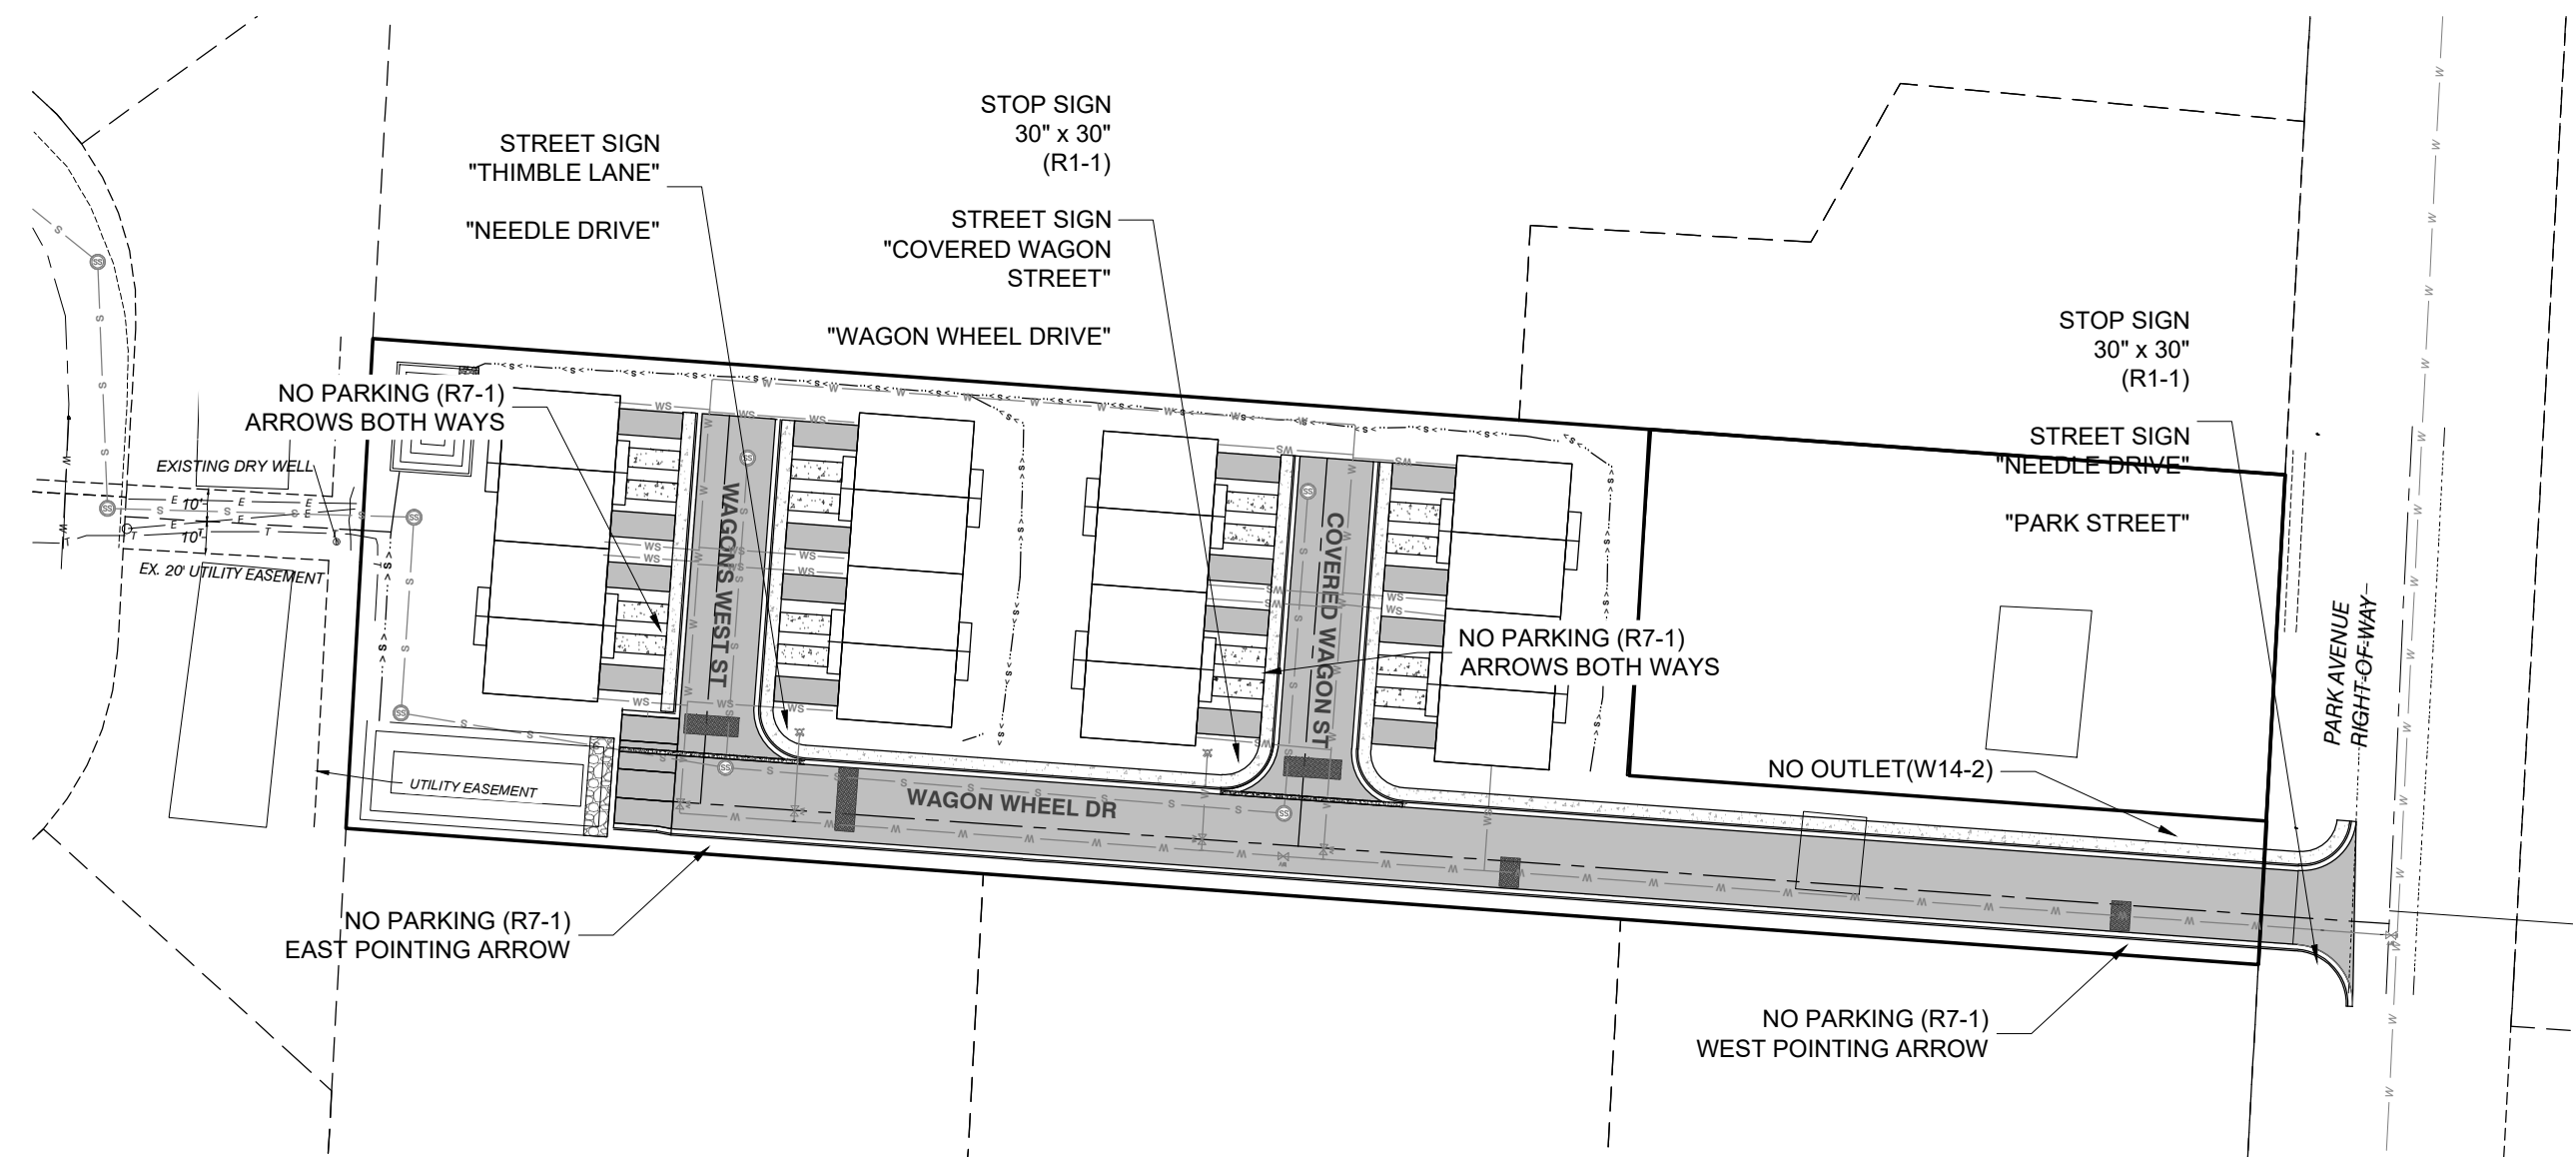 STOP SIGN
30" x 30"
(R1-1)
STREET SIGN
"THIMBLE LANE"
"NEEDLE DRIVE"
STREET SIGN
"COVERED WAGON
STREET"
"WAGON WHEEL DRIVE"
STOP SIGN
30" x 30"
(R1-1)
STREET SIGN
"NEEDLE DRIVE"
"PARK STREET"
NO PARKING (R7-1)
ARROWS BOTH WAYS
EXISTING DRY WELL
10'
10'
EX. 20' UTILITY EASEMENT
WAGONS WEST ST
COVERED WAGON ST
NO PARKING (R7-1)
ARROWS BOTH WAYS
PARK AVENUE
RIGHT-OF-WAY
NO OUTLET(W14-2)
UTILITY EASEMENT
WAGON WHEEL DR
NO PARKING (R7-1)
EAST POINTING ARROW
NO PARKING (R7-1)
WEST POINTING ARROW